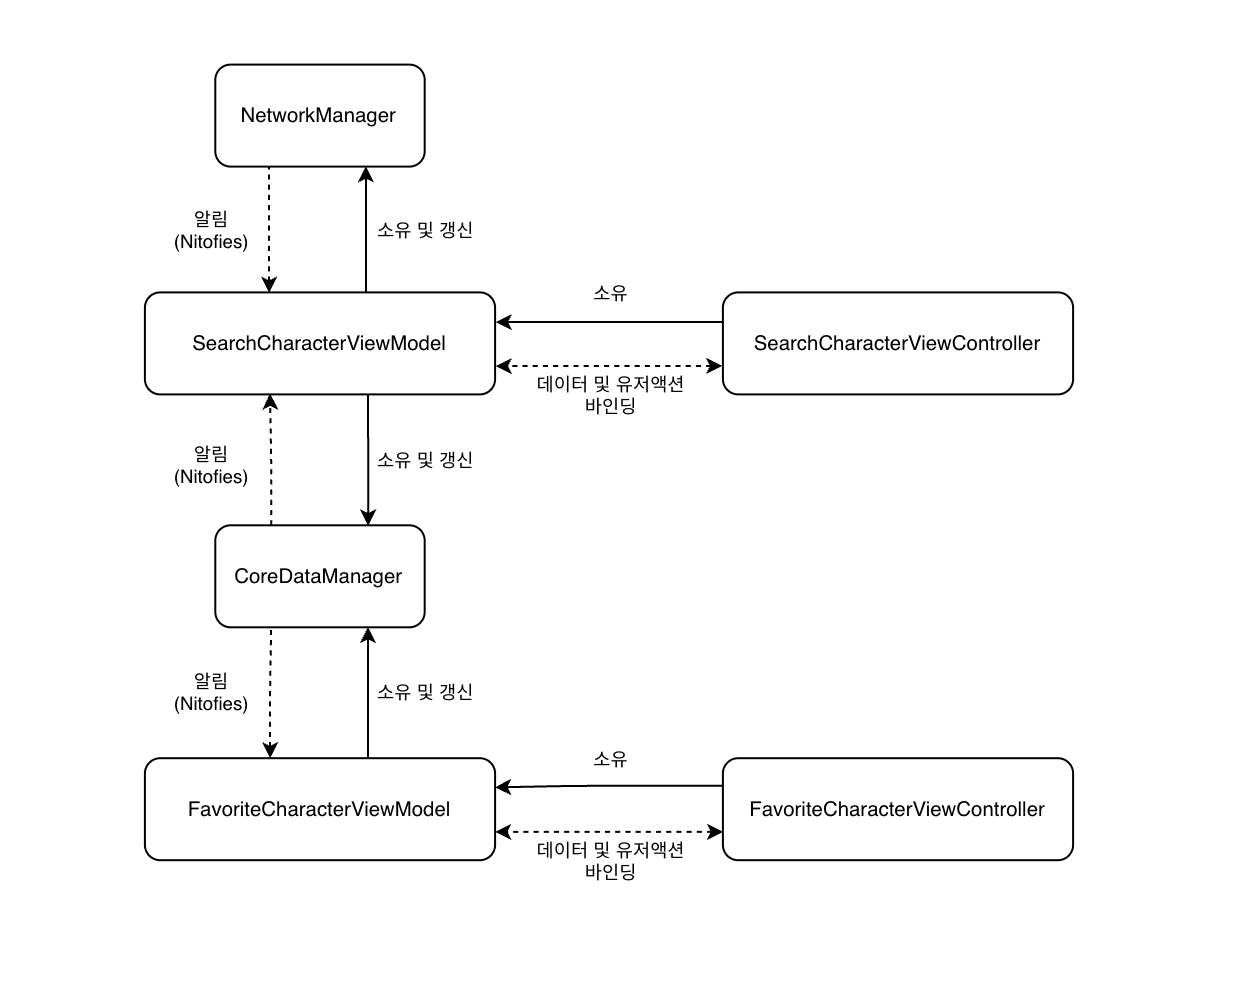 NetworkManager
알림
(Nitofies)
소유 및 갱신
소유
SearchCharacterViewModel
SearchCharacterViewController
데이터 및 유저액션
바인딩
알림
(Nitofies)
소유 및 갱신
CoreDataManager
알림
(Nitofies)
소유 및 갱신
소유
FavoriteCharacterViewModel
FavoriteCharacterViewController
데이터 및 유저액션
바인딩